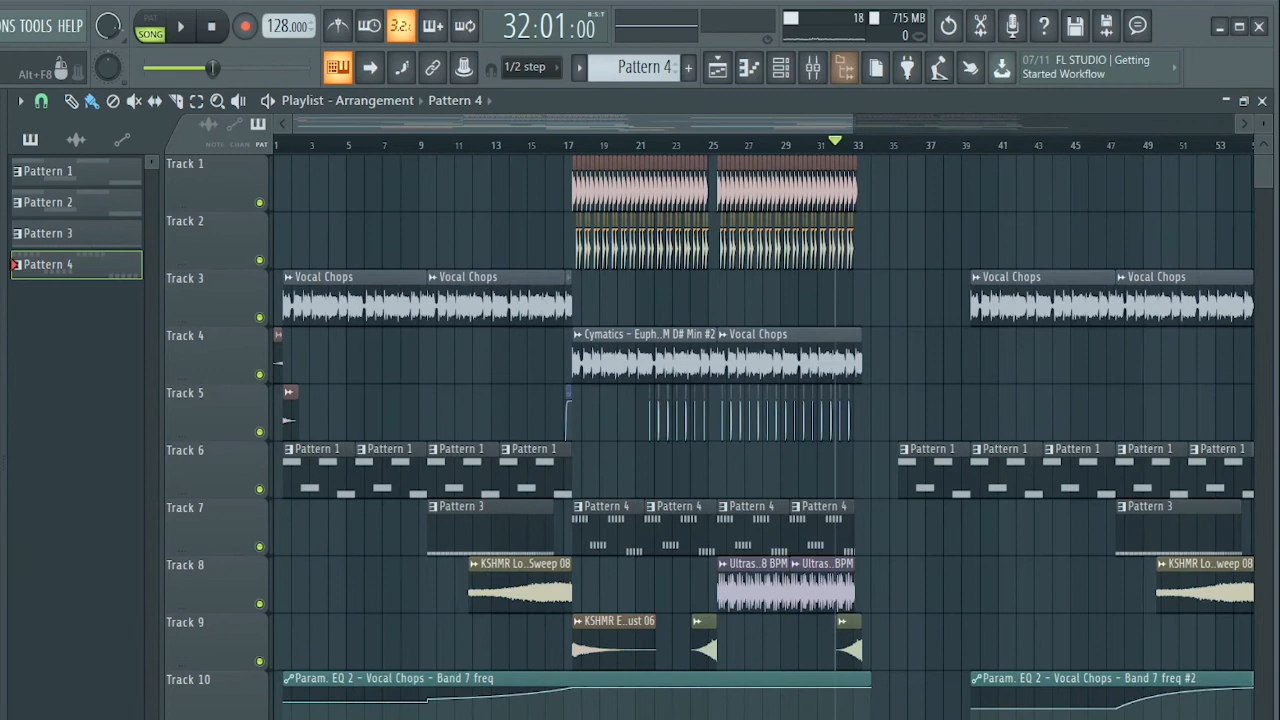 ONS TOOLS HELP
PAT
SONG
128.000
3.2.
32:01:00
B:S:T
18
715 MB
0
Alt+F8
1/2 step
Pattern 4
07/11 FL STUDIO | Getting
Started Workflow
Playlist - Arrangement
Pattern 4
NOTE CHAN PAT
1 3 5 7 9 11 13 15 17 19 21 23 25 27 29 31 33 35 37 39 41 43 45 47 49 51 53
Pattern 1
Pattern 2
Pattern 3
Pattern 4
Track 1
Track 2
Track 3
Vocal Chops
Vocal Chops
Vocal Chops
Vocal Chops
Track 4
Cymatics - Euph..M D# Min #2
Vocal Chops
Track 5
Track 6
Pattern 1
Pattern 1
Pattern 1
Pattern 1
Pattern 1
Pattern 1
Pattern 1
Pattern 1
Pattern 1
Track 7
Pattern 3
Pattern 4
Pattern 4
Pattern 4
Pattern 4
Pattern 3
Track 8
KSHMR Lo..Sweep 08
Ultras..8 BPM
Ultras..BPM
KSHMR Lo..weep 08
Track 9
KSHMR E..ust 06
Track 10
Param. EQ 2 - Vocal Chops - Band 7 freq
Param. EQ 2 - Vocal Chops - Band 7 freq #2